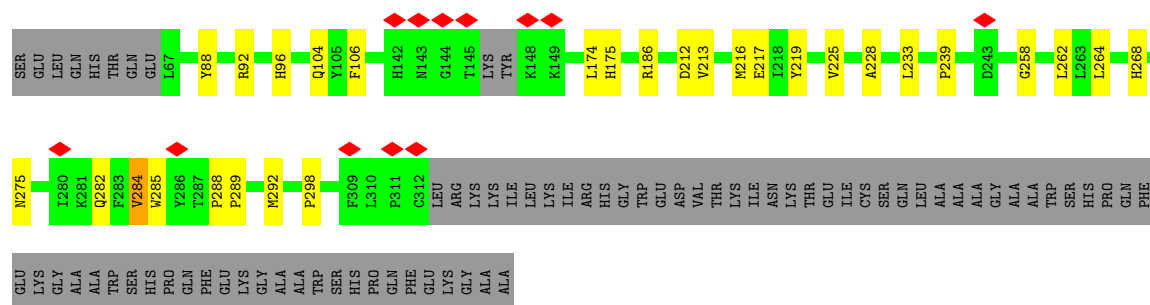 SER GLU LEU GLN HIS THR GLN GLU L67 Y88 R92 H96 Q104 Y105 F106 H142 N143 G144 T145 LYS TYR K148 K149 L174 H175 R186 D212 V213 M216 E217 I218 Y219 V225 A228 L233 P239 D243 G258 L262 L263 L264 H268
N275 I280 K281 Q282 F283 V284 W285 Y286 T287 P288 P289 M292 P298 F309 L310 P311 C312 LEU ARG LYS LYS ILE LEU LYS ILE ARG HIS GLY TRP GLU ASP VAL THR LYS ILE ASN LYS THR GLU ILE CYS SER GLN LEU ALA ALA ALA GLY ALA ALA TRP SER HIS PRO GLN PHE
GLU LYS GLY ALA ALA TRP SER HIS PRO GLN PHE GLU LYS GLY ALA ALA TRP SER HIS PRO GLN PHE GLU LYS GLY ALA ALA